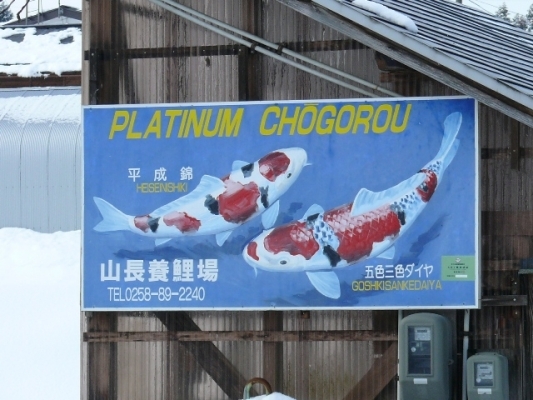 PLATINUM CHŌGOROU
平成錦
HEISENISHIKI
山長養鯉場
TEL0258-89-2240
五色三色ダイヤ
GOSHIKISANKEDAIYA